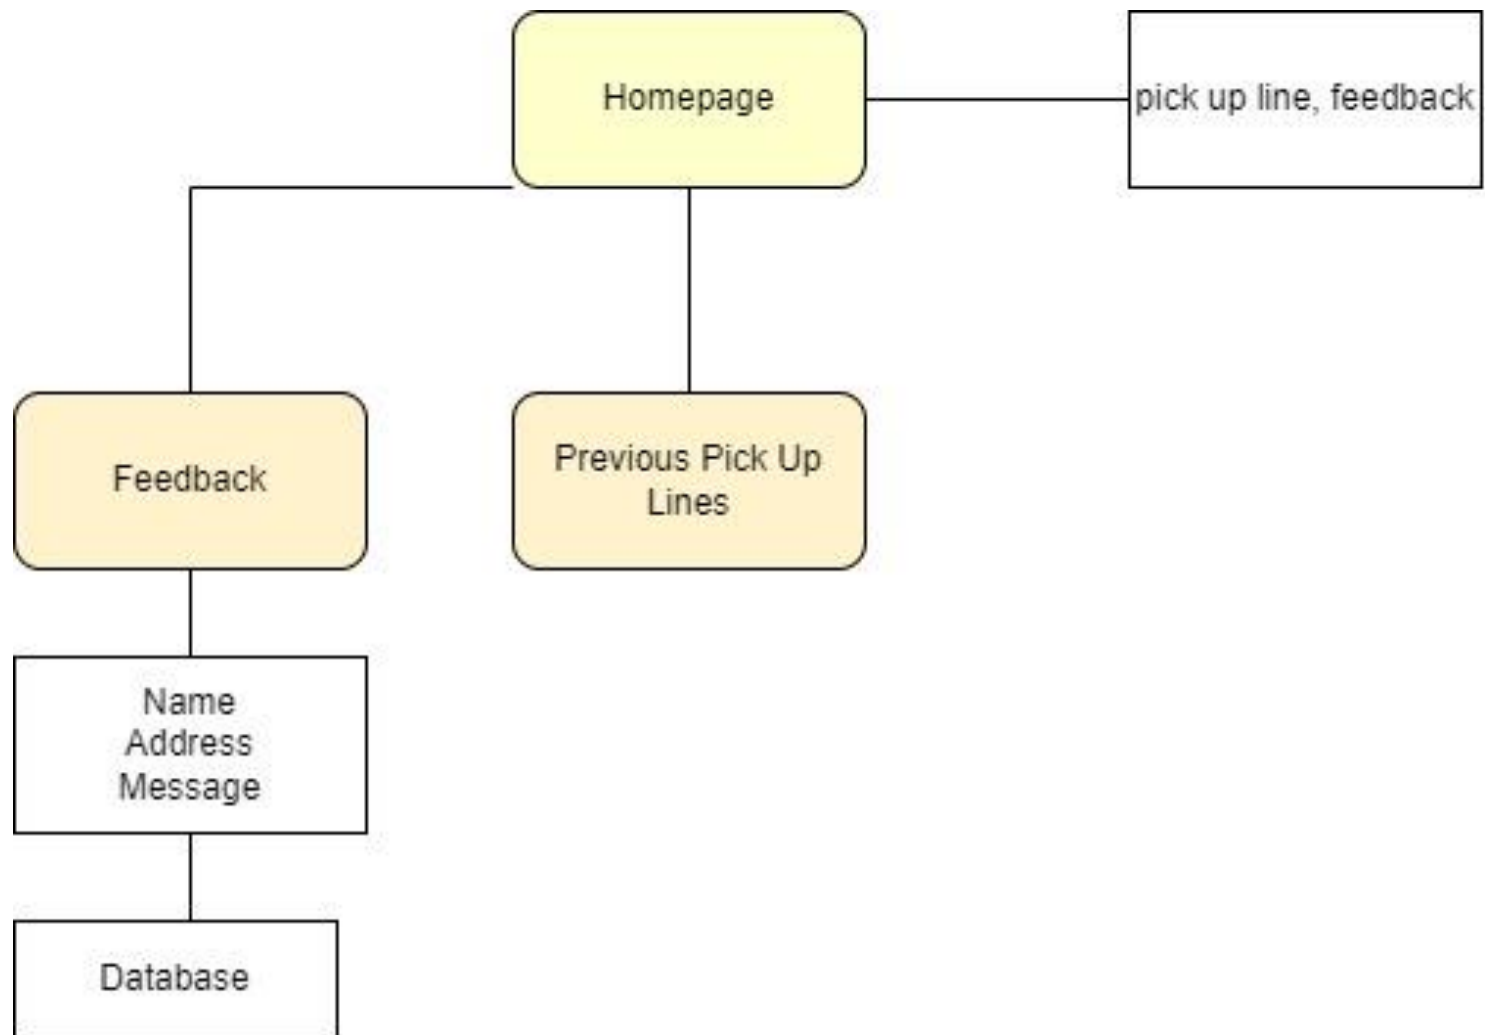 Homepage
pick up line, feedback
Feedback
Previous Pick Up
Lines
Name
Address
Message
Database